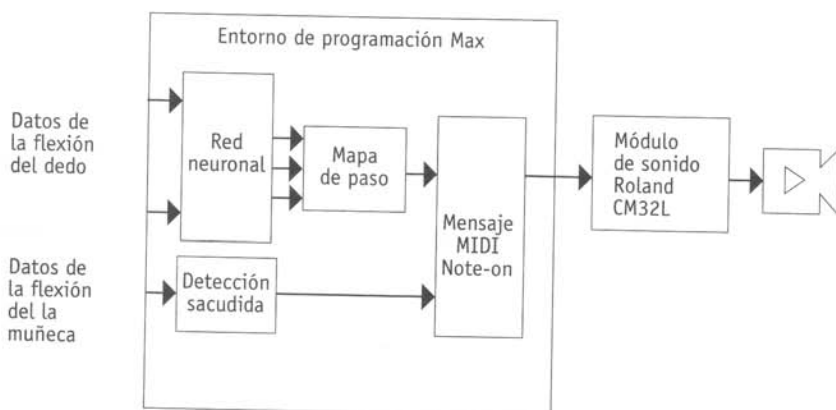 Entorno de programación Max
Datos de
la flexión
del dedo
Red
neuronal
Mapa
de paso
Mensaje
MIDI
Note-on
Módulo
de sonido
Roland
CM32L
Datos de
la flexión
del la
muñeca
Detección
sacudida